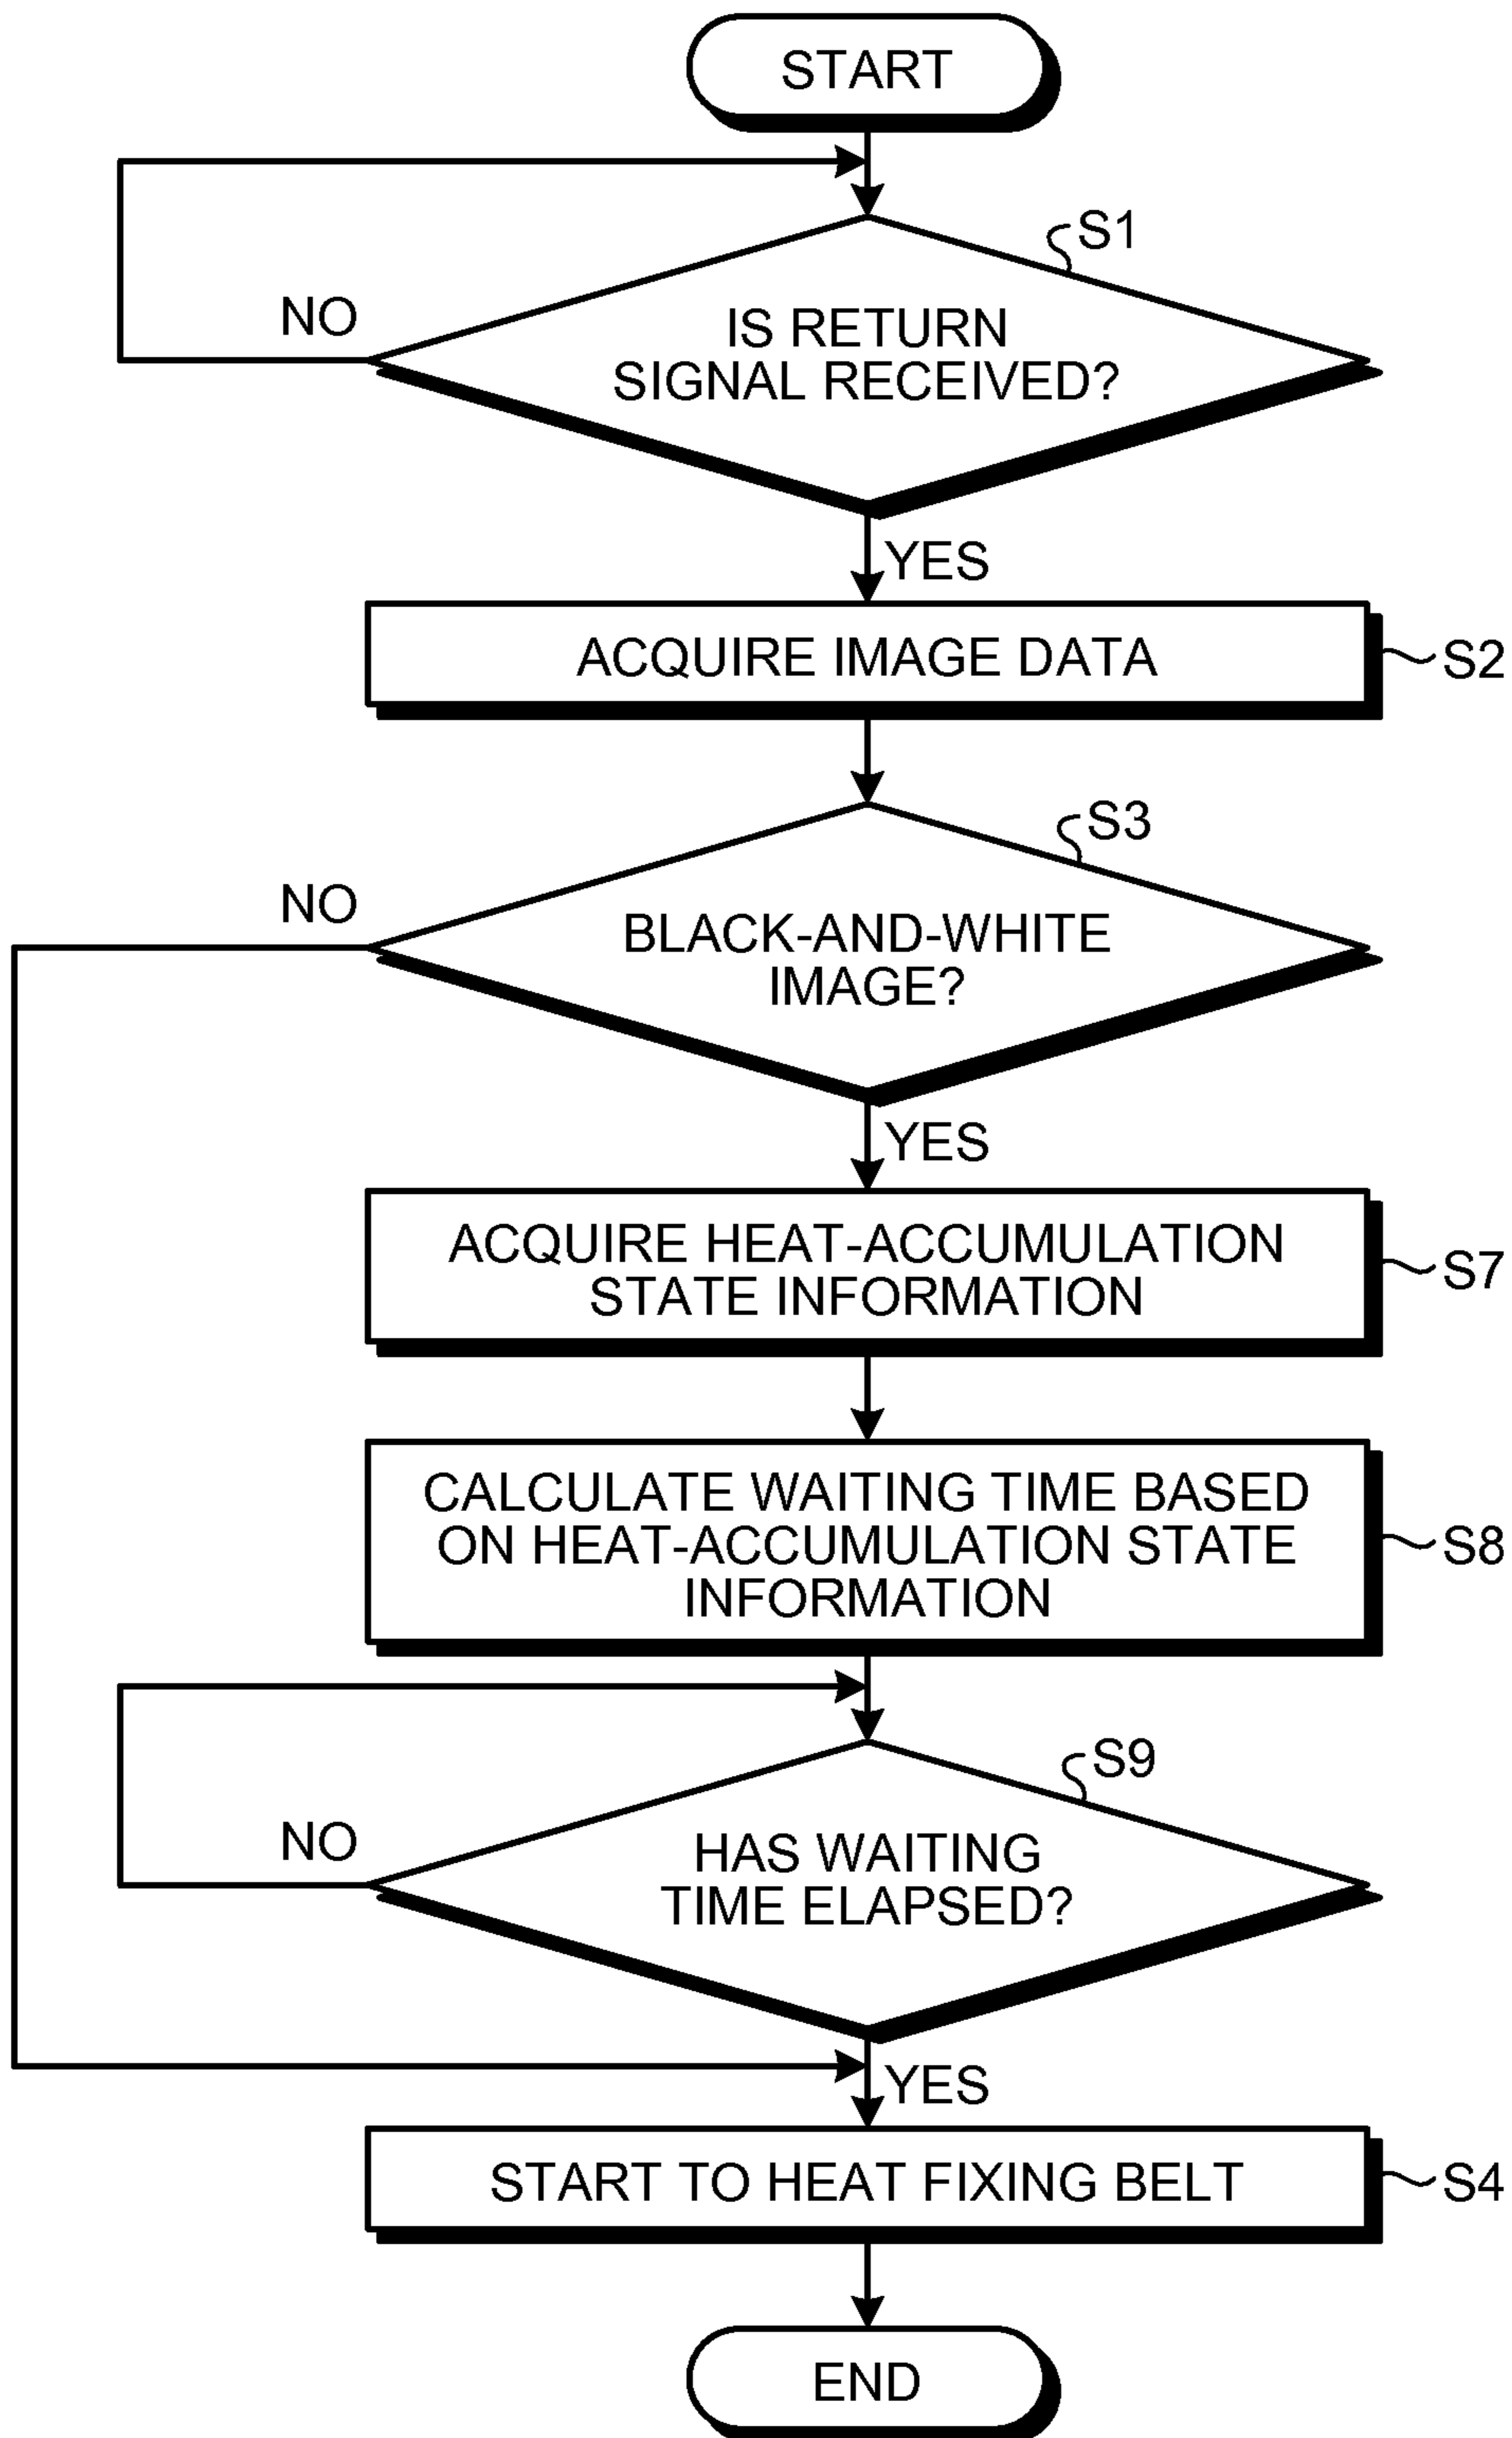 START
S1
NO
IS RETURN
SIGNAL RECEIVED?
YES
ACQUIRE IMAGE DATA
S2
S3
NO
BLACK-AND-WHITE
IMAGE?
YES
ACQUIRE HEAT-ACCUMULATION
STATE INFORMATION
S7
CALCULATE WAITING TIME BASED
ON HEAT-ACCUMULATION STATE
INFORMATION
S8
S9
NO
HAS WAITING
TIME ELAPSED?
YES
START TO HEAT FIXING BELT
S4
END